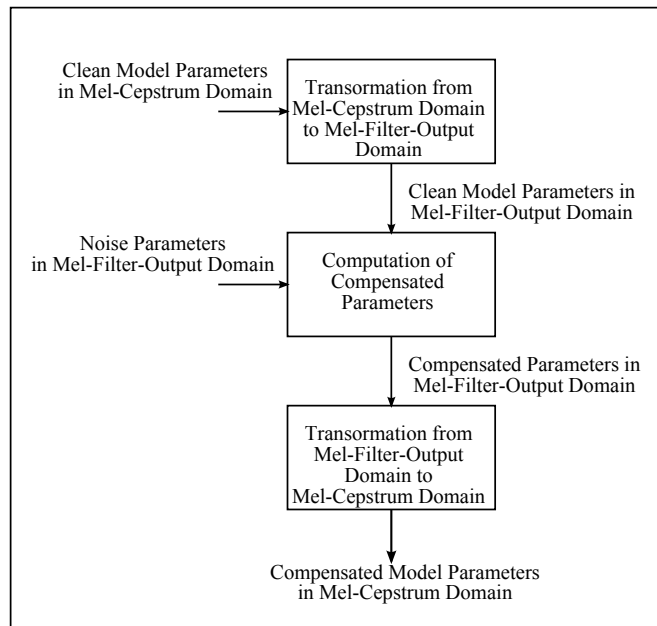 Clean Model Parameters
in Mel-Cepstrum Domain
Transormation from
Mel-Cepstrum Domain
to Mel-Filter-Output
Domain
Clean Model Parameters in
Mel-Filter-Output Domain
Noise Parameters
in Mel-Filter-Output Domain
Computation of
Compensated
Parameters
Compensated Parameters in
Mel-Filter-Output Domain
Transormation from
Mel-Filter-Output
Domain to
Mel-Cepstrum Domain
Compensated Model Parameters
in Mel-Cepstrum Domain